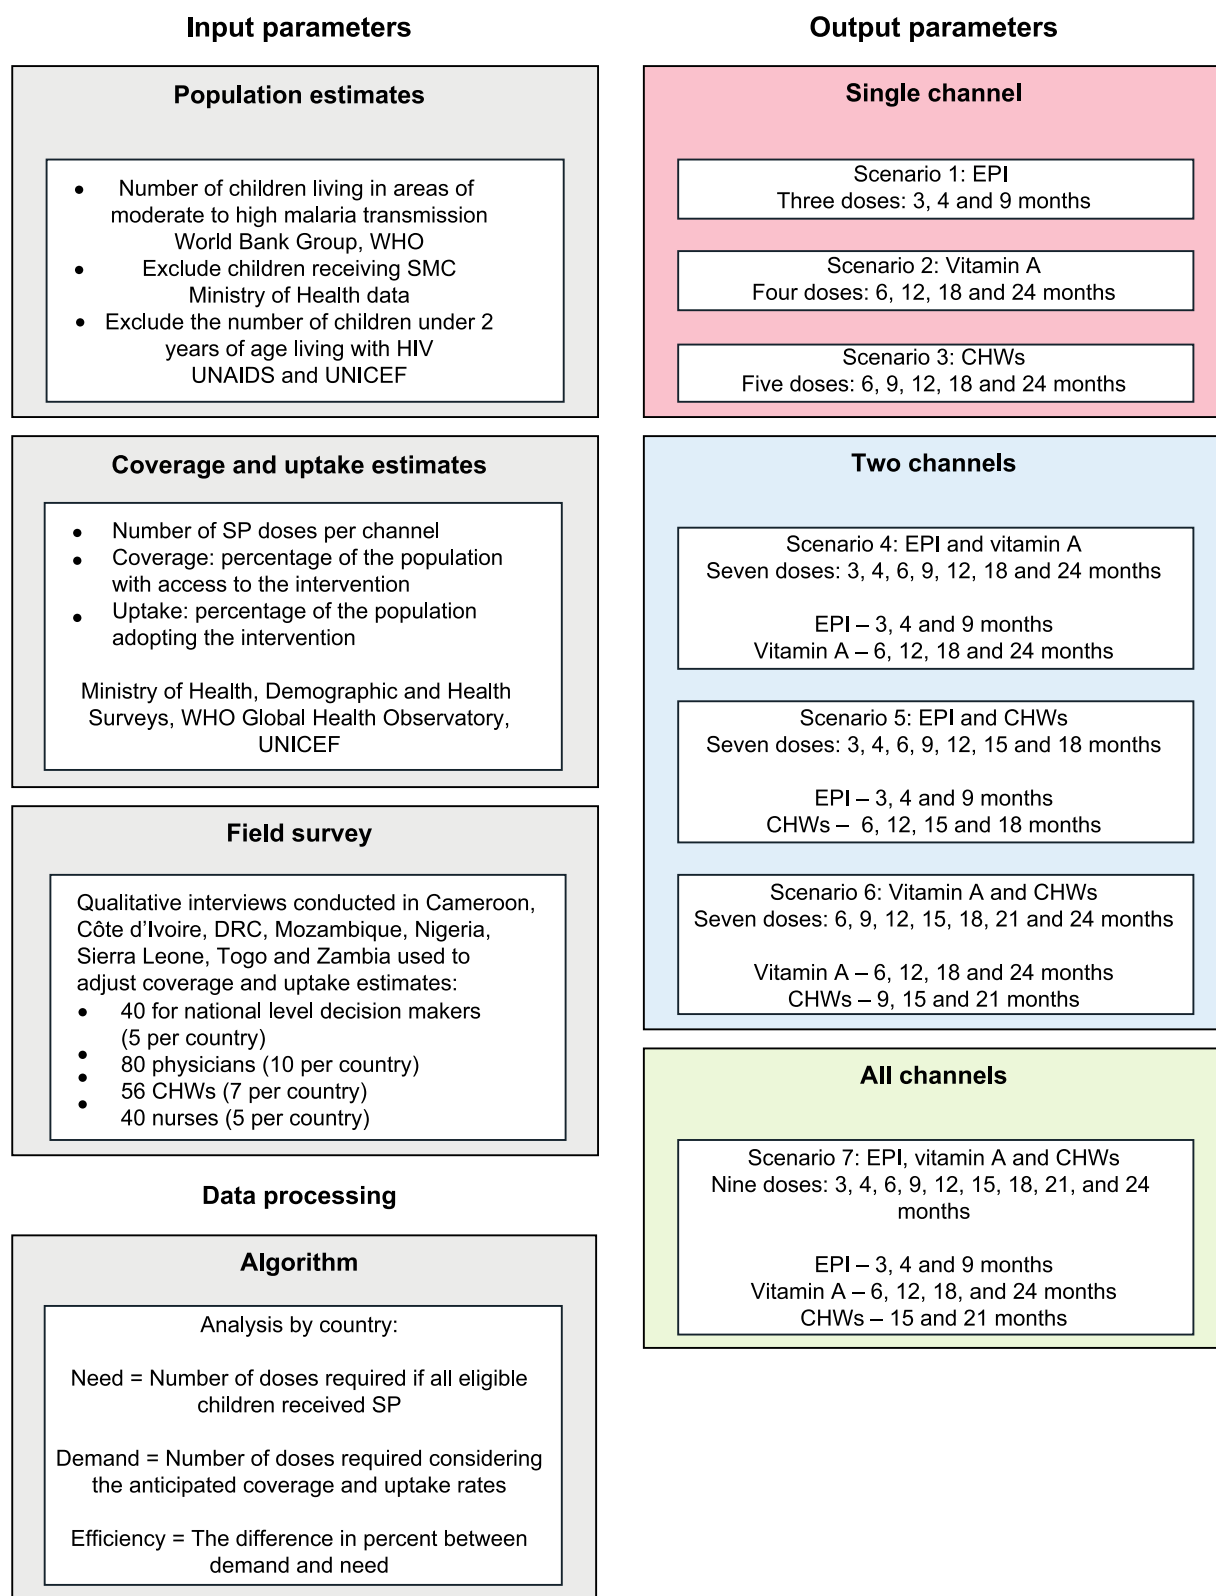 Input parameters
Population estimates
• Number of children living in areas of
moderate to high malaria transmission
World Bank Group, WHO
• Exclude children receiving SMC
Ministry of Health data
• Exclude the number of children under 2
years of age living with HIV
UNAIDS and UNICEF
Coverage and uptake estimates
• Number of SP doses per channel
• Coverage: percentage of the population
with access to the intervention
• Uptake: percentage of the population
adopting the intervention
Ministry of Health, Demographic and Health
Surveys, WHO Global Health Observatory,
UNICEF
Field survey
Qualitative interviews conducted in Cameroon,
Côte d'Ivoire, DRC, Mozambique, Nigeria,
Sierra Leone, Togo and Zambia used to
adjust coverage and uptake estimates:
• 40 for national level decision makers
(5 per country)
• 80 physicians (10 per country)
• 56 CHWs (7 per country)
• 40 nurses (5 per country)
Data processing
Algorithm
Analysis by country:
Need = Number of doses required if all eligible
children received SP
Demand = Number of doses required considering
the anticipated coverage and uptake rates
Efficiency = The difference in percent between
demand and need
Output parameters
Single channel
Scenario 1: EPI
Three doses: 3, 4 and 9 months
Scenario 2: Vitamin A
Four doses: 6, 12, 18 and 24 months
Scenario 3: CHWs
Five doses: 6, 9, 12, 18 and 24 months
Two channels
Scenario 4: EPI and vitamin A
Seven doses: 3, 4, 6, 9, 12, 18 and 24 months
EPI – 3, 4 and 9 months
Vitamin A – 6, 12, 18 and 24 months
Scenario 5: EPI and CHWs
Seven doses: 3, 4, 6, 9, 12, 15 and 18 months
EPI – 3, 4 and 9 months
CHWs – 6, 12, 15 and 18 months
Scenario 6: Vitamin A and CHWs
Seven doses: 6, 9, 12, 15, 18, 21 and 24 months
Vitamin A – 6, 12, 18 and 24 months
CHWs – 9, 15 and 21 months
All channels
Scenario 7: EPI, vitamin A and CHWs
Nine doses: 3, 4, 6, 9, 12, 15, 18, 21, and 24
months
EPI – 3, 4 and 9 months
Vitamin A – 6, 12, 18, and 24 months
CHWs – 15 and 21 months